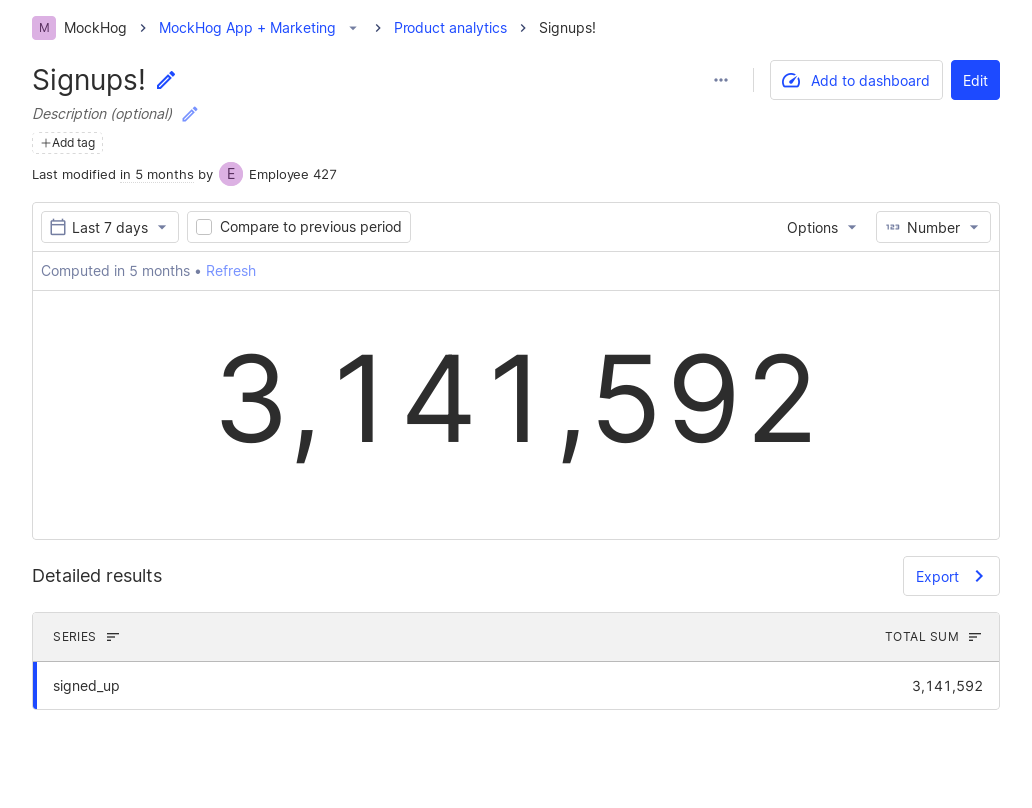 M MockHog MockHog App + Marketing Product analytics Signups!
Signups!
Add to dashboard
Edit
Description (optional)
Add tag
Last modified in 5 months by E Employee 427
Last 7 days
Compare to previous period
Options
123 Number
Computed in 5 months • Refresh
3,141,592
Detailed results
Export
SERIES TOTAL SUM
signed_up 3,141,592